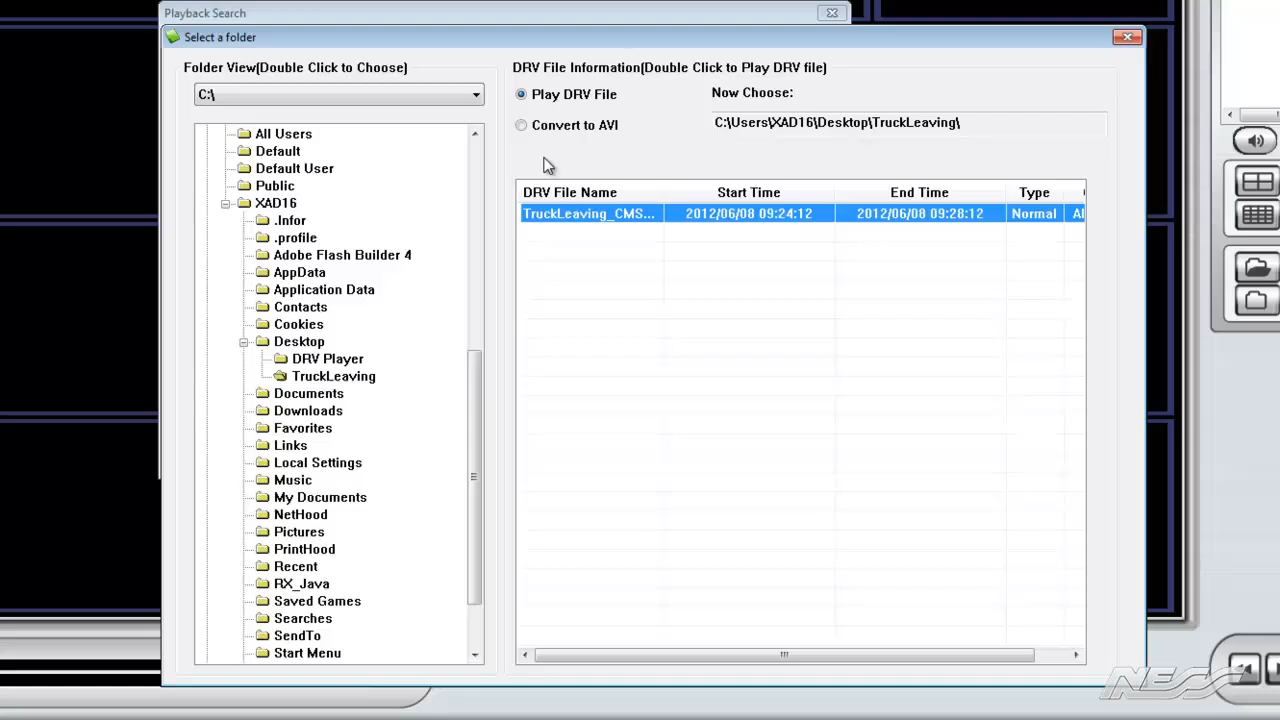 Playback Search
Select a folder
Folder View(Double Click to Choose)
C:\
All Users
Default
Default User
Public
XAD16
.Infor
.profile
Adobe Flash Builder 4
AppData
Application Data
Contacts
Cookies
Desktop
DRV Player
TruckLeaving
Documents
Downloads
Favorites
Links
Local Settings
Music
My Documents
NetHood
Pictures
PrintHood
Recent
RX_Java
Saved Games
Searches
SendTo
Start Menu
DRV File Information(Double Click to Play DRV file)
Play DRV File
Convert to AVI
Now Choose:
C:\Users\XAD16\Desktop\TruckLeaving\
DRV File Name Start Time End Time Type
TruckLeaving_CMS... 2012/06/08 09:24:12 2012/06/08 09:28:12 Normal Al
NESS